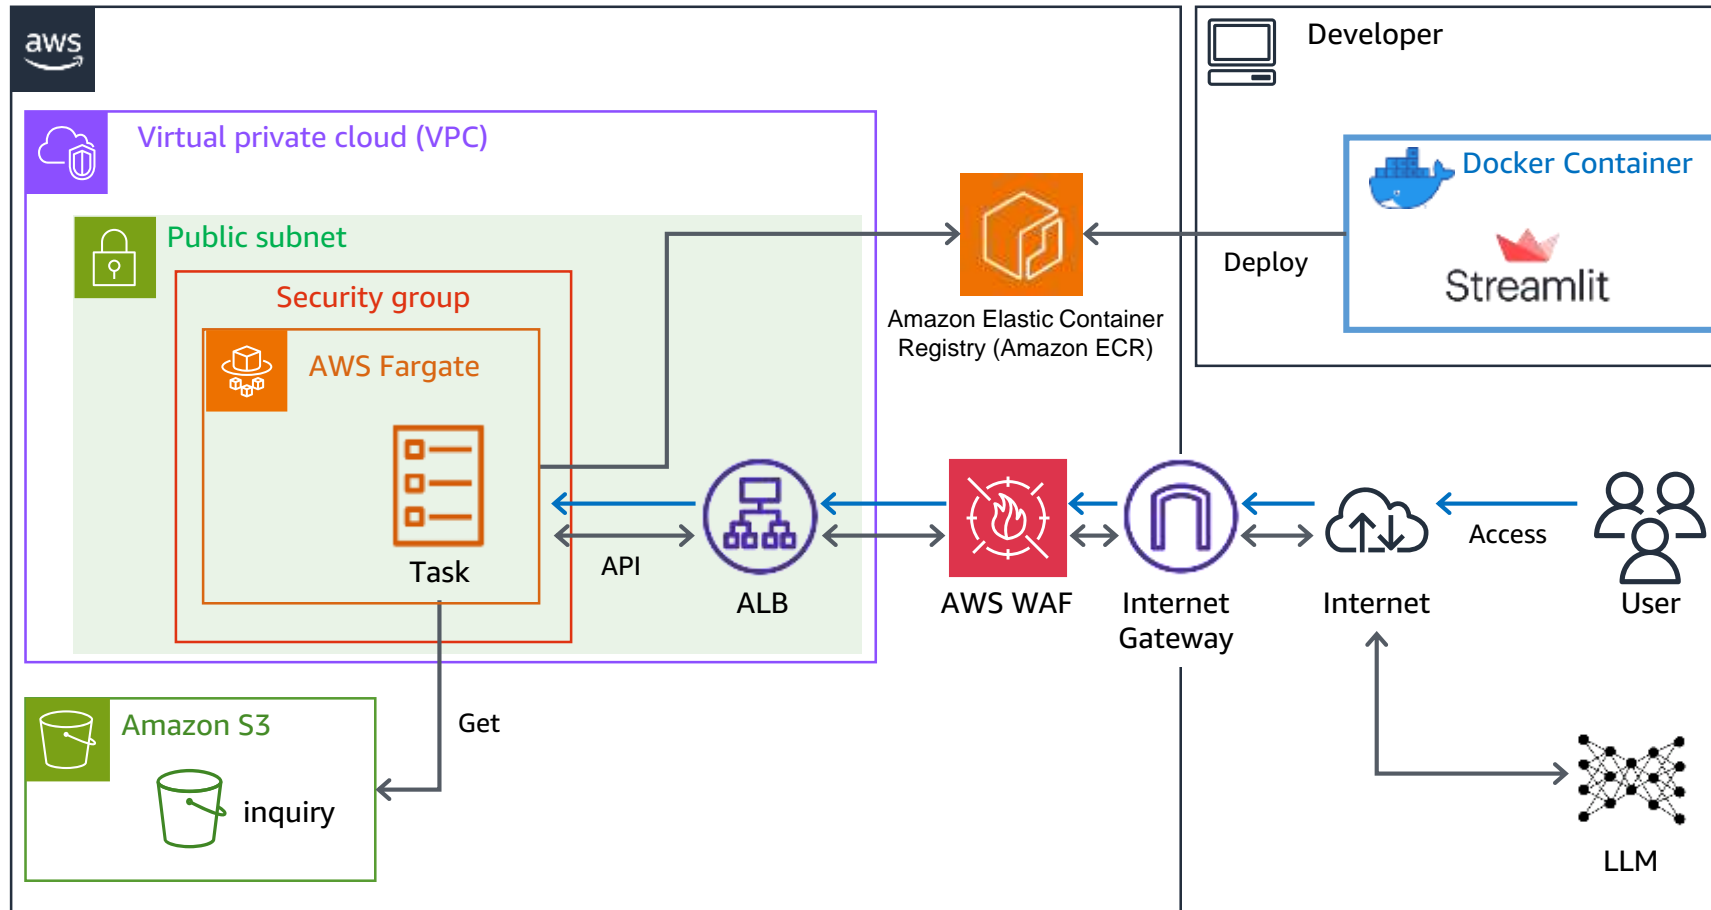 aws
Developer
Virtual private cloud (VPC)
Docker Container
Public subnet
Deploy
Streamlit
Security group
Amazon Elastic Container
Registry (Amazon ECR)
AWS Fargate
Access
API
Task
ALB
AWS WAF
Internet
Gateway
Internet
User
Amazon S3
Get
inquiry
LLM